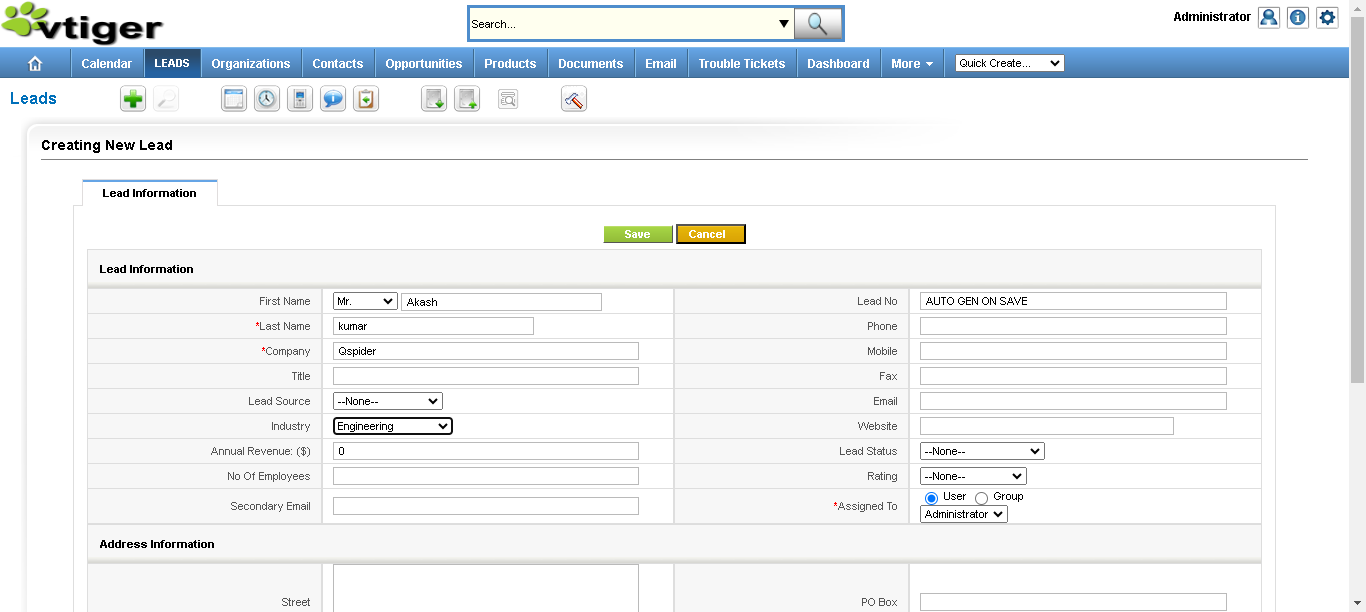 vtiger
Search...
Administrator
Calendar LEADS Organizations Contacts Opportunities Products Documents Email Trouble Tickets Dashboard More Quick Create...
Leads
Creating New Lead
Lead Information
Save Cancel
Lead Information
First Name Mr. Akash Lead No AUTO GEN ON SAVE
*Last Name kumar Phone
*Company Qspider Mobile
Title Fax
Lead Source --None-- Email
Industry Engineering Website
Annual Revenue: ($) 0 Lead Status --None--
No Of Employees Rating --None--
Secondary Email *Assigned To User Group
Administrator
Address Information
Street PO Box